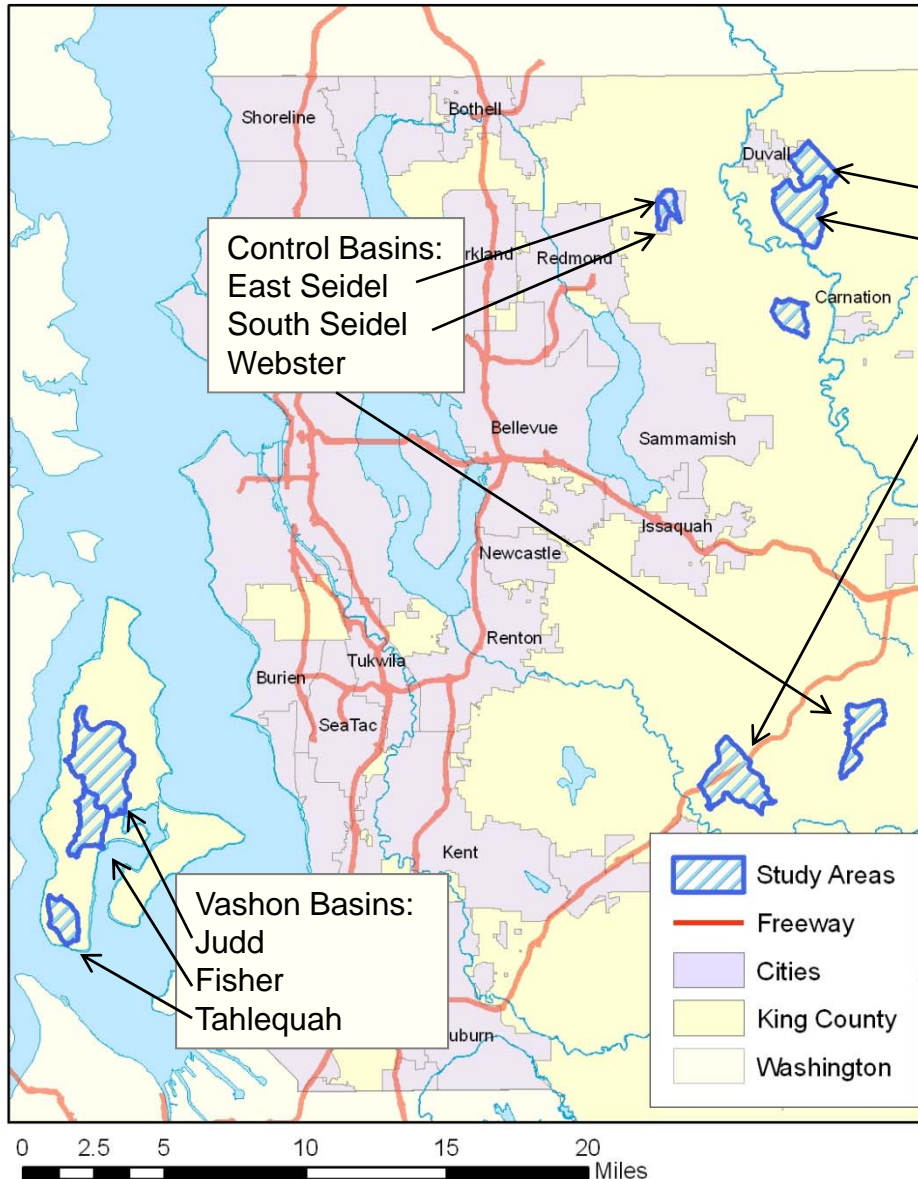 Shoreline
Bothell
Duvall
Control Basins:
East Seidel
South Seidel
Webster
rkland
Redmond
Carnation
Bellevue
Sammamish
Issaquah
Newcastle
Renton
Tukwila
Burien
SeaTac
Kent
Vashon Basins:
Judd
Fisher
Tahlequah
uburn
Study Areas
Freeway
Cities
King County
Washington
0 2.5 5 10 15 20
Miles